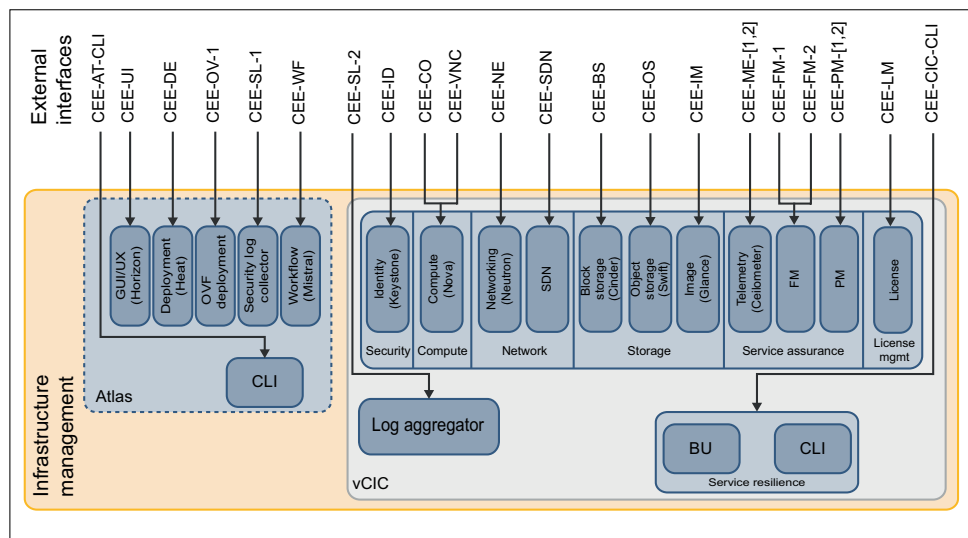 External
interfaces
CEE-AT-CLI
CEE-UI
CEE-DE
CEE-OV-1
CEE-SL-1
CEE-WF
CEE-SL-2
CEE-ID
CEE-CO
CEE-VNC
CEE-NE
CEE-SDN
CEE-BS
CEE-OS
CEE-IM
CEE-ME-[1,2]
CEE-FM-1
CEE-FM-2
CEE-PM-[1,2]
CEE-LM
CEE-CIC-CLI
Infrastructure
management
GUI/UX
(Horizon)
Deployment
(Heat)
OVF
deployment
Security log
collector
Workflow
(Mistral)
CLI
Atlas
Identity
(Keystone)
Compute
(Nova)
Networking
(Neutron)
SDN
Block
storage
(Cinder)
Object
storage
(Swift)
Image
(Glance)
Telemetry
(Ceilometer)
FM
PM
License
Security
Compute
Network
Storage
Service assurance
License
mgmt
Log aggregator
BU
CLI
Service resilience
vCIC